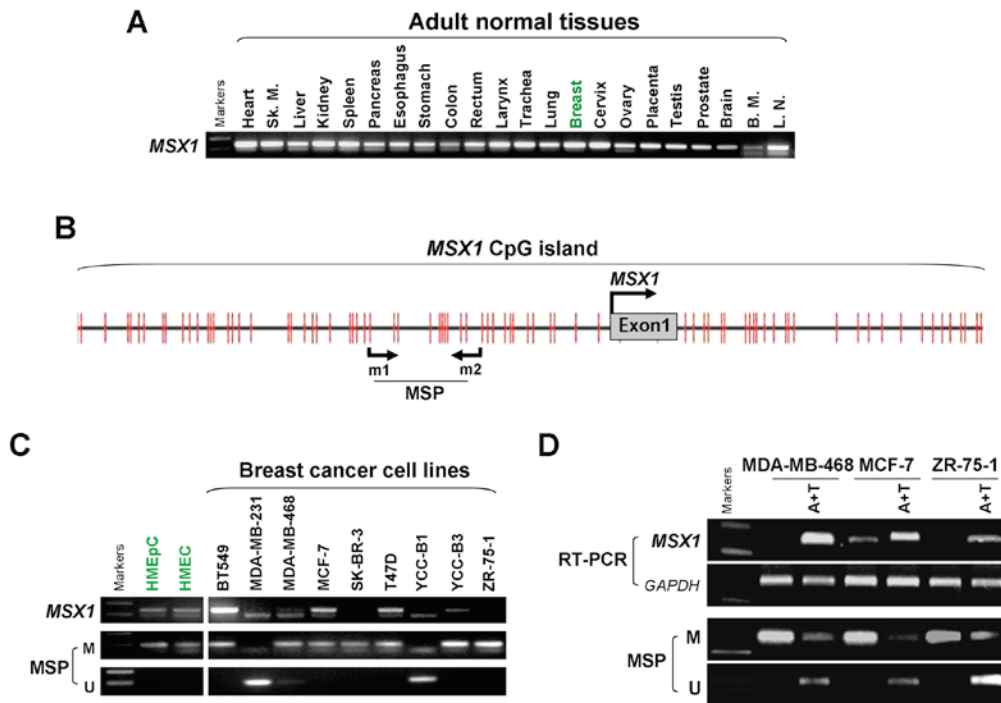 A
Adult normal tissues
Markers
Heart
Sk. M.
Liver
Kidney
Spleen
Pancreas
Esophagus
Stomach
Colon
Rectum
Larynx
Trachea
Lung
Breast
Cervix
Ovary
Placenta
Testis
Prostate
Brain
B. M.
L. N.
MSX1
B
MSX1 CpG island
MSX1
Exon1
m1
m2
MSP
C
Breast cancer cell lines
Markers
HMEpC
HMEC
BT549
MDA-MB-231
MDA-MB-468
MCF-7
SK-BR-3
T47D
YCC-B1
YCC-B3
ZR-75-1
MSX1
MSP
M
U
D
MDA-MB-468 MCF-7 ZR-75-1
Markers
A+T
A+T
A+T
RT-PCR
MSX1
GAPDH
MSP
M
U